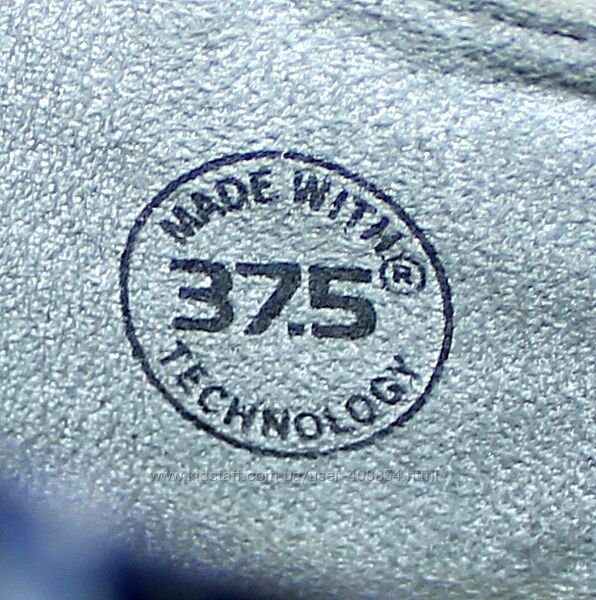 MADE WITH
37.5®
TECHNOLOGY
www.kidstaff.com.ua/user-408854.html